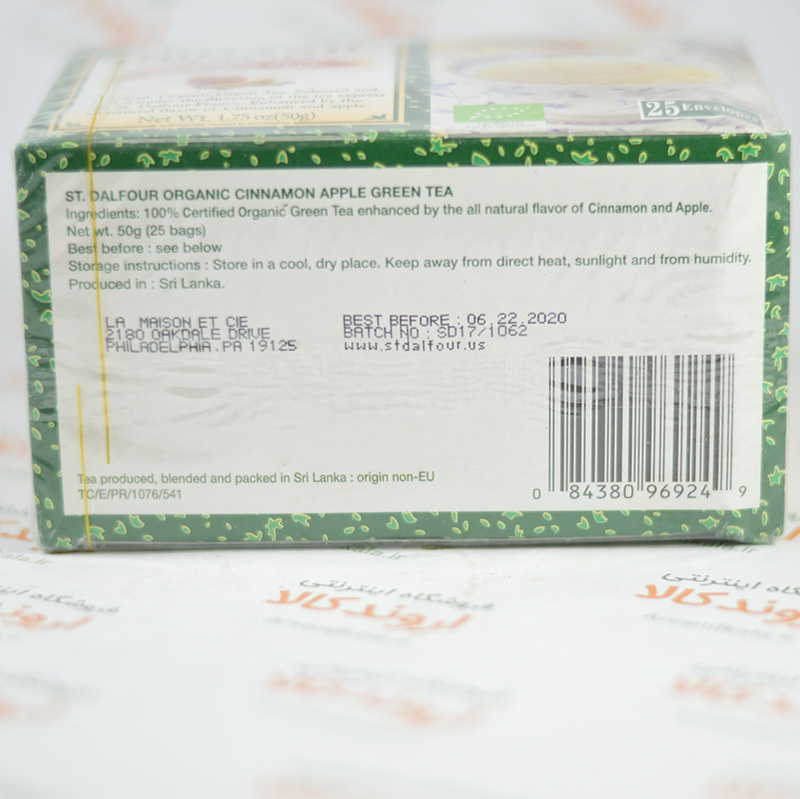 Net Wt. 1.75 oz(50g)
25 Envelopes
ST. DALFOUR ORGANIC CINNAMON APPLE GREEN TEA
Ingredients: 100% Certified Organic Green Tea enhanced by the all natural flavor of Cinnamon and Apple.
Net wt. 50g (25 bags)
Best before : see below
Storage instructions : Store in a cool, dry place. Keep away from direct heat, sunlight and from humidity.
Produced in : Sri Lanka.
LA MAISON ET CIE
2180 OAKDALE DRIVE
PHILADELPHIA.PA 19125
BEST BEFORE : 06.22.2020
BATCH NO : SD17/1062
www.stdalfour.us
Tea produced, blended and packed in Sri Lanka : origin non-EU
TC/E/PR/1076/541
0 84380 96924 9
فروشگاه اینترنتی
اروند کالا
فروشگاه اینترنتی
اروند کالا